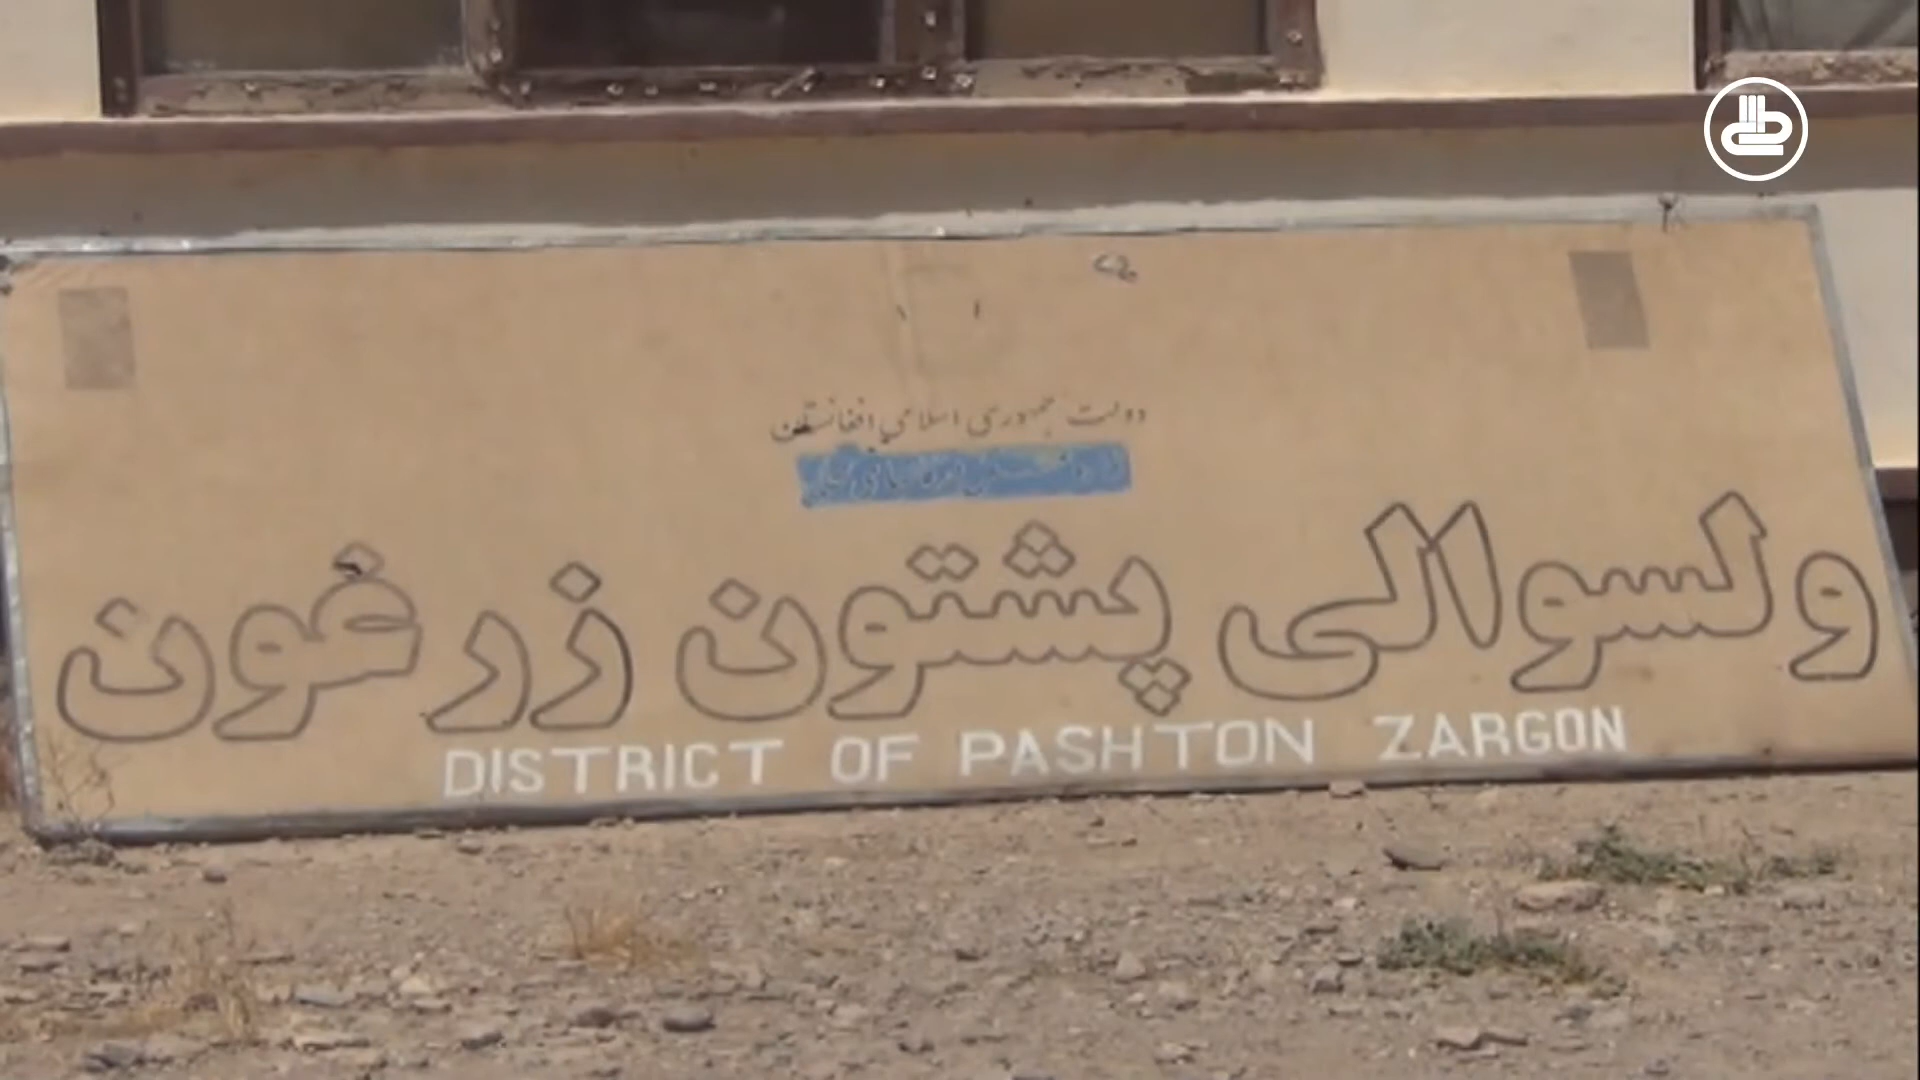 دولت جمهوری اسلامی افغانستان
ولسوالی پشتون زرغون
DISTRICT OF PASHTON ZARGON